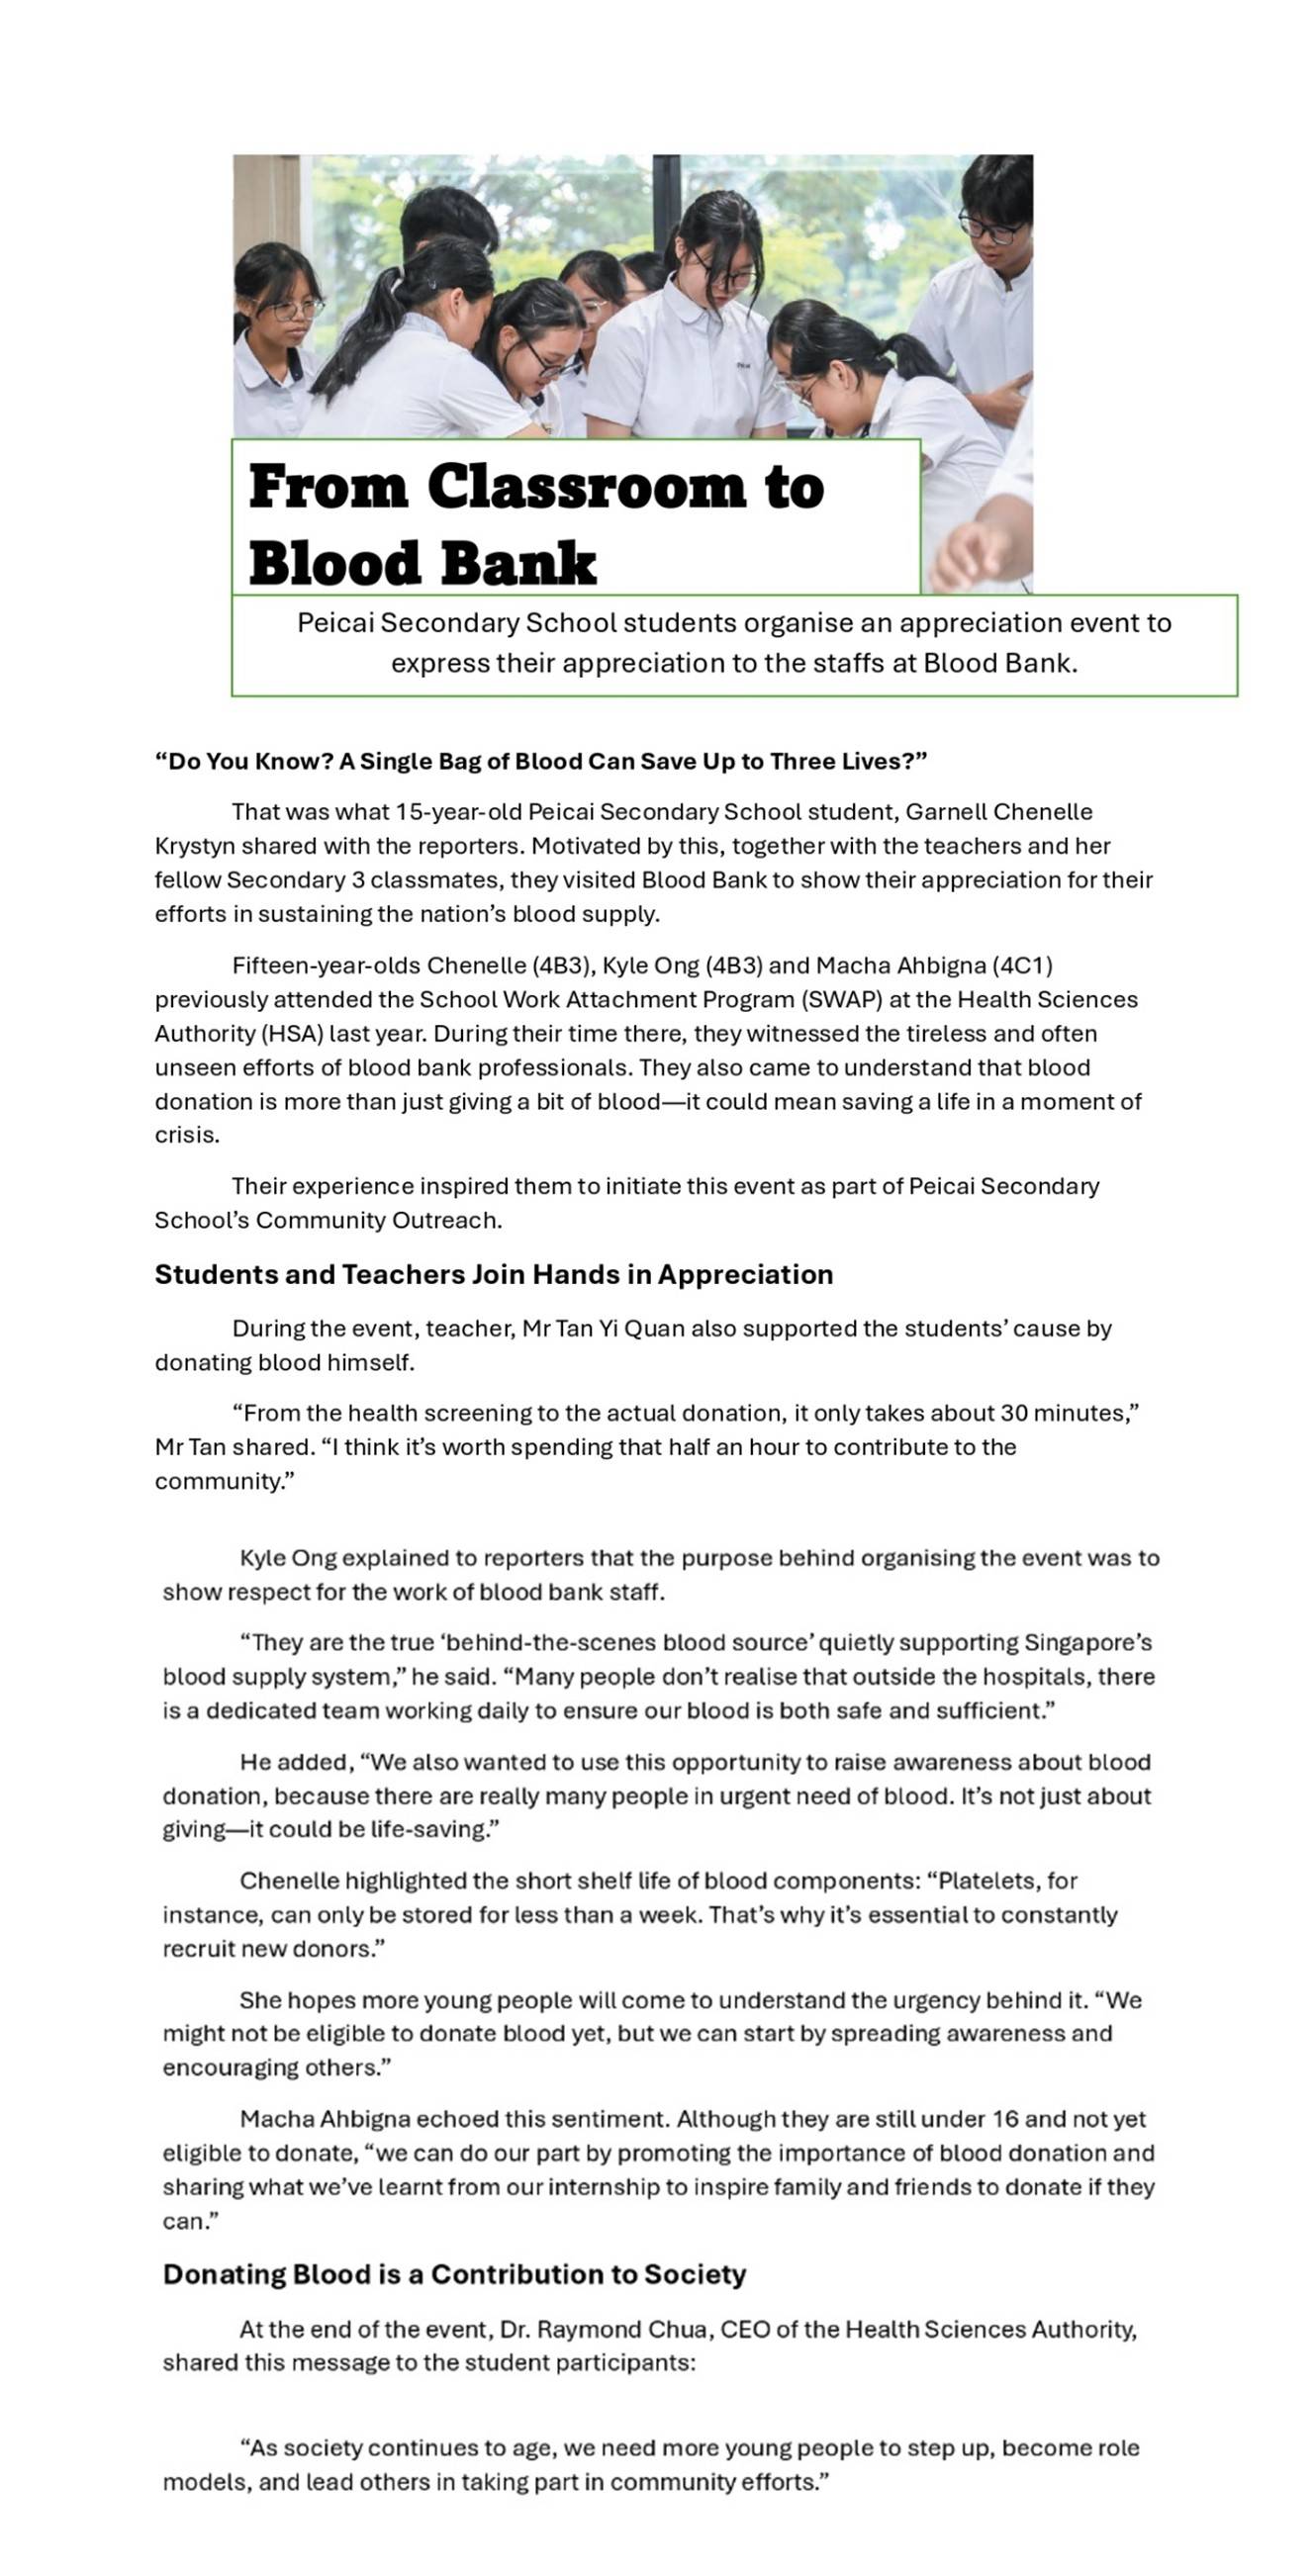 From Classroom to
Blood Bank
Peicai Secondary School students organise an appreciation event to
express their appreciation to the staffs at Blood Bank.
“Do You Know? A Single Bag of Blood Can Save Up to Three Lives?”
That was what 15-year-old Peicai Secondary School student, Garnell Chenelle
Krystyn shared with the reporters. Motivated by this, together with the teachers and her
fellow Secondary 3 classmates, they visited Blood Bank to show their appreciation for their
efforts in sustaining the nation’s blood supply.
Fifteen-year-olds Chenelle (4B3), Kyle Ong (4B3) and Macha Ahbigna (4C1)
previously attended the School Work Attachment Program (SWAP) at the Health Sciences
Authority (HSA) last year. During their time there, they witnessed the tireless and often
unseen efforts of blood bank professionals. They also came to understand that blood
donation is more than just giving a bit of blood—it could mean saving a life in a moment of
crisis.
Their experience inspired them to initiate this event as part of Peicai Secondary
School’s Community Outreach.
Students and Teachers Join Hands in Appreciation
During the event, teacher, Mr Tan Yi Quan also supported the students’ cause by
donating blood himself.
“From the health screening to the actual donation, it only takes about 30 minutes,”
Mr Tan shared. “I think it’s worth spending that half an hour to contribute to the
community.”
Kyle Ong explained to reporters that the purpose behind organising the event was to
show respect for the work of blood bank staff.
“They are the true ‘behind-the-scenes blood source’ quietly supporting Singapore’s
blood supply system,” he said. “Many people don’t realise that outside the hospitals, there
is a dedicated team working daily to ensure our blood is both safe and sufficient.”
He added, “We also wanted to use this opportunity to raise awareness about blood
donation, because there are really many people in urgent need of blood. It’s not just about
giving—it could be life-saving.”
Chenelle highlighted the short shelf life of blood components: “Platelets, for
instance, can only be stored for less than a week. That’s why it’s essential to constantly
recruit new donors.”
She hopes more young people will come to understand the urgency behind it. “We
might not be eligible to donate blood yet, but we can start by spreading awareness and
encouraging others.”
Macha Ahbigna echoed this sentiment. Although they are still under 16 and not yet
eligible to donate, “we can do our part by promoting the importance of blood donation and
sharing what we’ve learnt from our internship to inspire family and friends to donate if they
can.”
Donating Blood is a Contribution to Society
At the end of the event, Dr. Raymond Chua, CEO of the Health Sciences Authority,
shared this message to the student participants:
“As society continues to age, we need more young people to step up, become role
models, and lead others in taking part in community efforts.”